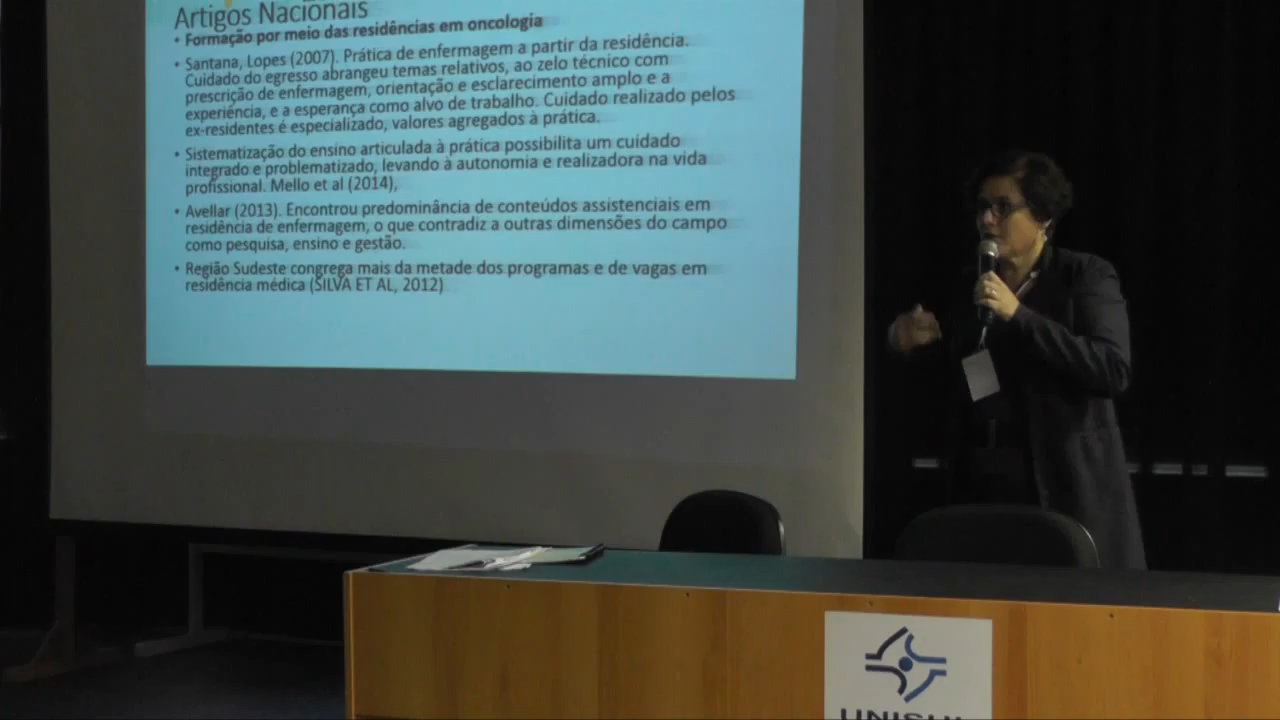 Artigos Nacionais
• Formação por meio das residências em oncologia
• Santana, Lopes (2007). Prática de enfermagem a partir da residência.
Cuidado do egresso abrangeu temas relativos, ao zelo técnico com
prescrição de enfermagem, orientação e esclarecimento amplo e a
experiência, e a esperança como alvo de trabalho. Cuidado realizado pelos
ex-residentes é especializado, valores agregados à prática.
• Sistematização do ensino articulada à prática possibilita um cuidado
integrado e problematizado, levando à autonomia e realizadora na vida
profissional. Mello et al (2014),
• Avellar (2013). Encontrou predominância de conteúdos assistenciais em
residência de enfermagem, o que contradiz a outras dimensões do campo
como pesquisa, ensino e gestão.
• Região Sudeste congrega mais da metade dos programas e de vagas em
residência médica (SILVA ET AL, 2012)
UNISUL